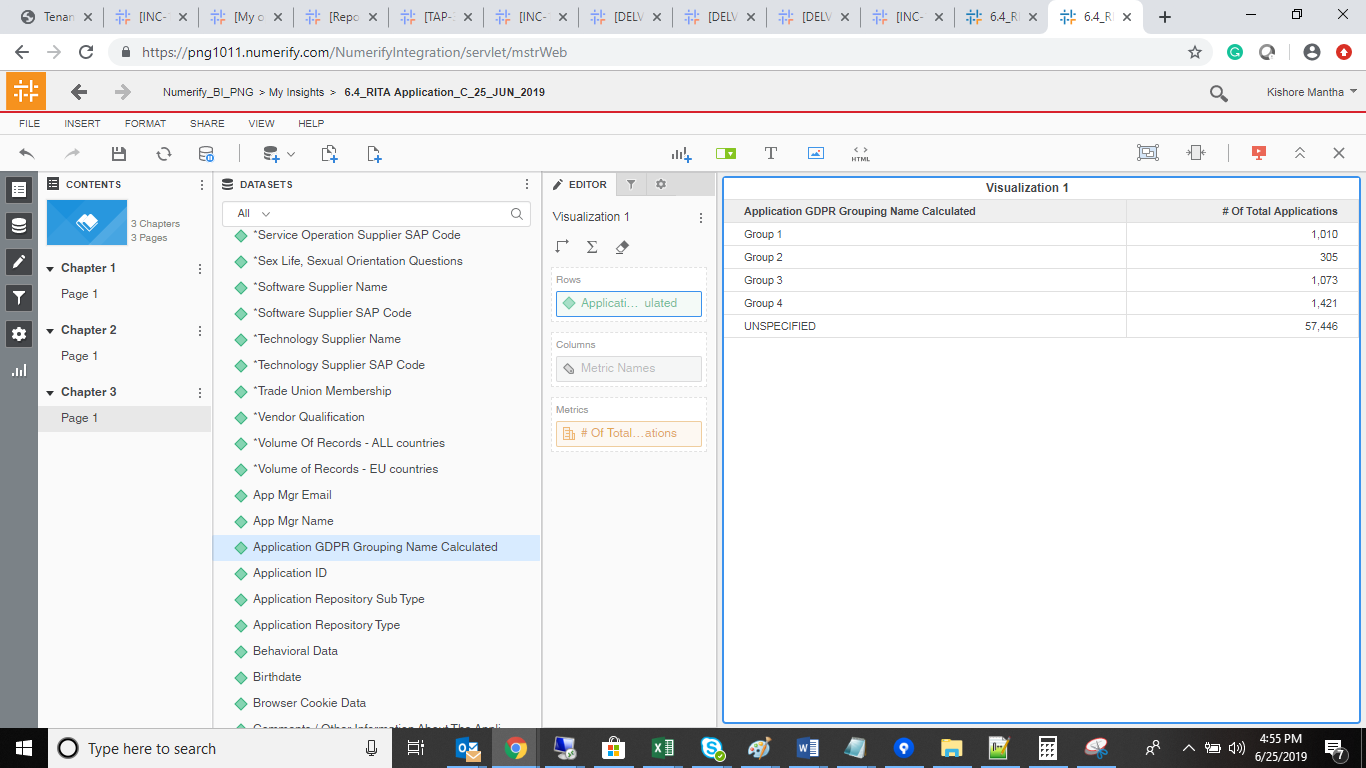 Tenan
[INC-
[My o
[Repo
[TAP-
[INC-
[DELV
[DELV
[DELV
[INC-
6.4_RI
6.4_RI
https://png1011.numerify.com/NumerifyIntegration/servlet/mstrWeb
Numerify_BI_PNG > My Insights > 6.4_RITA Application_C_25_JUN_2019
Kishore Mantha
FILE INSERT FORMAT SHARE VIEW HELP
T
HTML
CONTENTS
3 Chapters
3 Pages
Chapter 1
Page 1
Chapter 2
Page 1
Chapter 3
Page 1
DATASETS
All
*Service Operation Supplier SAP Code
*Sex Life, Sexual Orientation Questions
*Software Supplier Name
*Software Supplier SAP Code
*Technology Supplier Name
*Technology Supplier SAP Code
*Trade Union Membership
*Vendor Qualification
*Volume Of Records - ALL countries
*Volume of Records - EU countries
App Mgr Email
App Mgr Name
Application GDPR Grouping Name Calculated
Application ID
Application Repository Sub Type
Application Repository Type
Behavioral Data
Birthdate
Browser Cookie Data
Comments / Other Information About The Appli
EDITOR
Visualization 1
Rows
Applicati... ulated
Columns
Metric Names
Metrics
# Of Total...ations
Visualization 1
Application GDPR Grouping Name Calculated # Of Total Applications
Group 1 1,010
Group 2 305
Group 3 1,073
Group 4 1,421
UNSPECIFIED 57,446
Type here to search
4:55 PM
6/25/2019
7